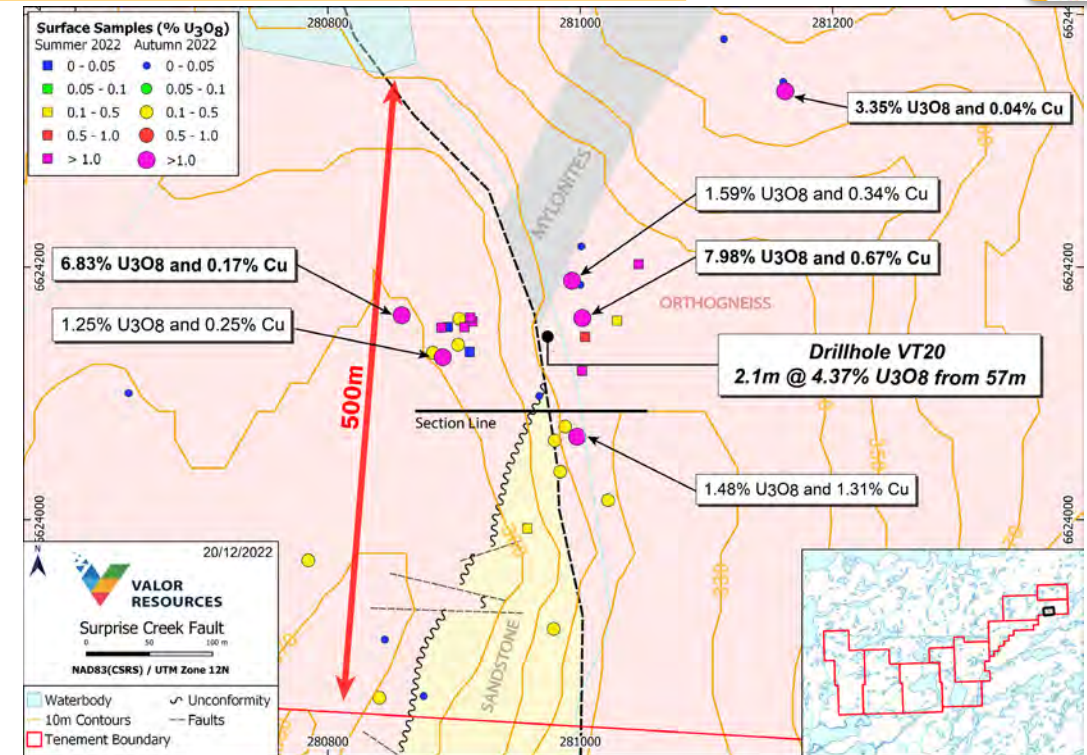 280800
281000
281200
66244
Surface Samples (% U3O8)
Summer 2022 Autumn 2022
0 - 0.05 0 - 0.05
0.05 - 0.1 0.05 - 0.1
0.1 - 0.5 0.1 - 0.5
0.5 - 1.0 0.5 - 1.0
> 1.0 >1.0
3.35% U3O8 and 0.04% Cu
MYLONITES
1.59% U3O8 and 0.34% Cu
6624200
6.83% U3O8 and 0.17% Cu
7.98% U3O8 and 0.67% Cu
6624200
ORTHOGNEISS
1.25% U3O8 and 0.25% Cu
Drillhole VT20
2.1m @ 4.37% U3O8 from 57m
500m
Section Line
350
1.48% U3O8 and 1.31% Cu
6624000
6624000
330
SANDSTONE
N
20/12/2022
VALOR
RESOURCES
Surprise Creek Fault
0 50 100 m
NAD83(CSRS) / UTM Zone 12N
Waterbody Unconformity
10m Contours Faults
Tenement Boundary
280800
281000